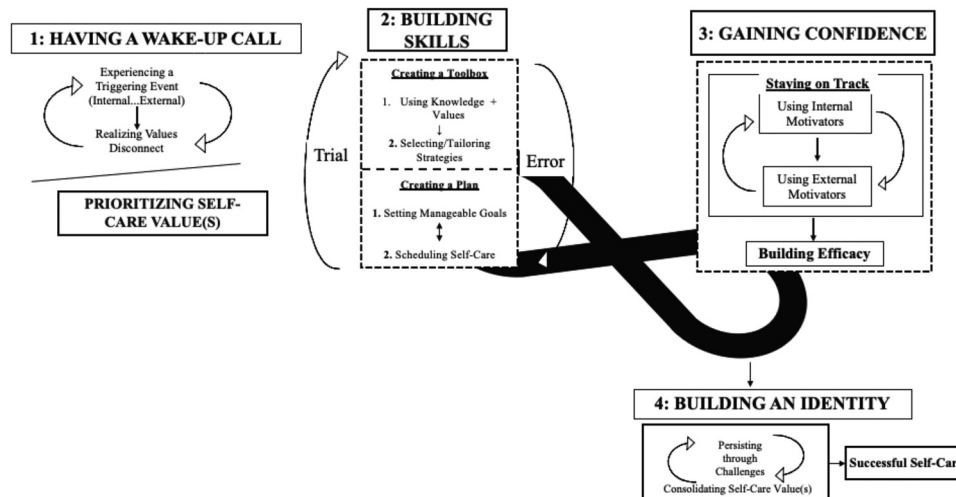 1: HAVING A WAKE-UP CALL
Experiencing a
Triggering Event
(Internal...External)
Realizing Values
Disconnect
PRIORITIZING SELF-
CARE VALUE(S)
2: BUILDING
SKILLS
Trial
Creating a Toolbox
1. Using Knowledge +
Values
2. Selecting/Tailoring
Strategies
Creating a Plan
1. Setting Manageable Goals
2. Scheduling Self-Care
Error
3: GAINING CONFIDENCE
Staying on Track
Using Internal
Motivators
Using External
Motivators
Building Efficacy
4: BUILDING AN IDENTITY
Persisting
through
Challenges
Consolidating Self-Care Value(s)
Successful Self-Care